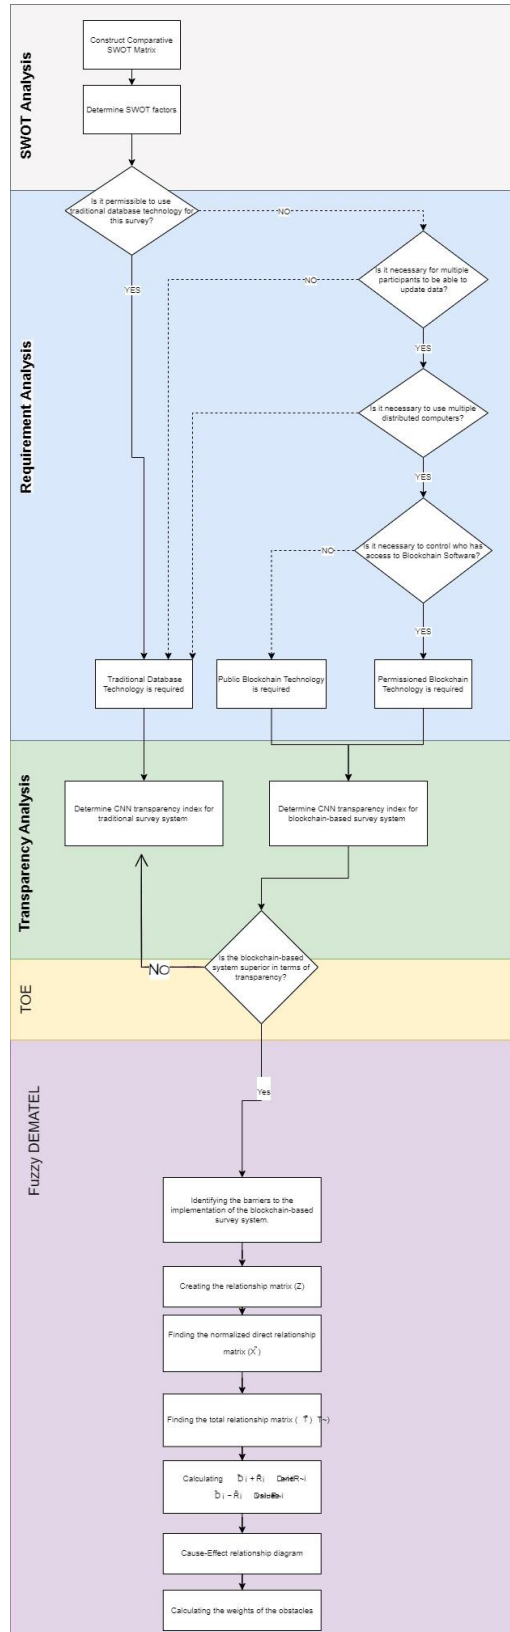 SWOT Analysis
Construct Comparative
SWOT Matrix
Determine SWOT factors
Requirement Analysis
Is it permissible to use
traditional database technology for
this survey?
NO
YES
Is it necessary for multiple
participants to be able to
update data?
NO
YES
Is it necessary to use multiple
distributed computers?
YES
Is it necessary to control who has
access to Blockchain Software?
NO
YES
Traditional Database
Technology is required
Public Blockchain Technology
is required
Permissioned Blockchain
Technology is required
Transparency Analysis
Determine CNN transparency index for
traditional survey system
Determine CNN transparency index for
blockchain-based survey system
Is the blockchain-based
system superior in terms of
transparency?
NO
TOE
Yes
Fuzzy DEMATEL
Identifying the barriers to the
implementation of the blockchain-based
survey system.
Creating the relationship matrix (Z)
Finding the normalized direct relationship
matrix (X̃)
Finding the total relationship matrix ( T̃ ) T~)
Calculating D̃i + R̃i
D̃i − R̃i
Cause-Effect relationship diagram
Calculating the weights of the obstacles